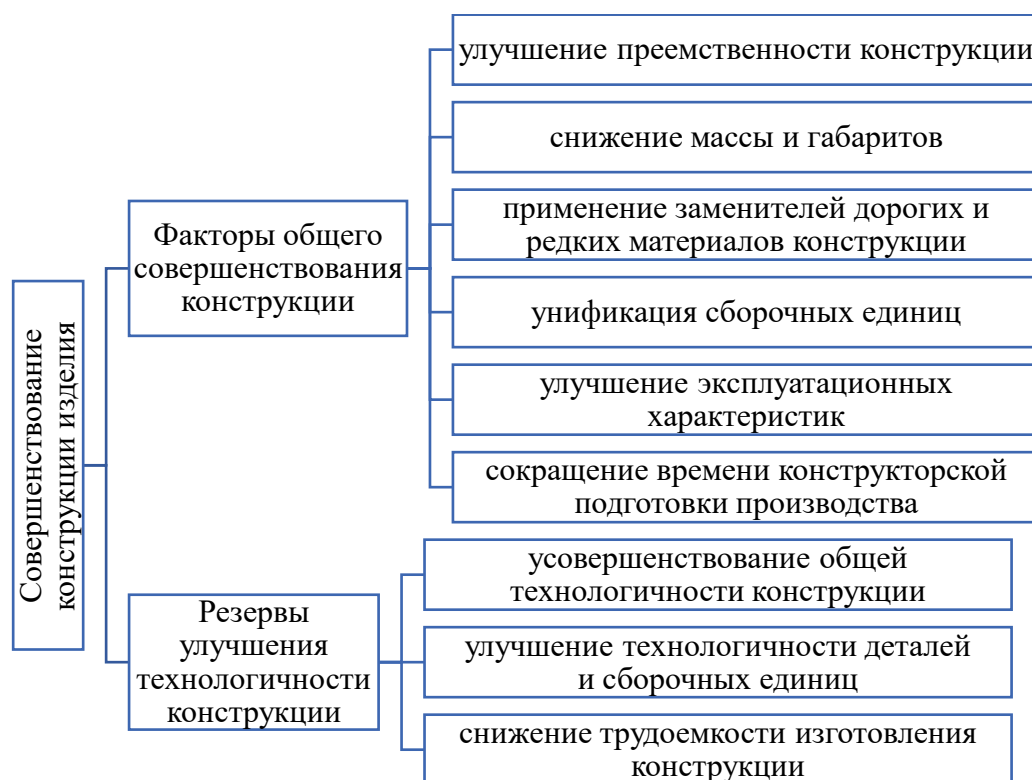 Совершенствование
конструкции изделия
Факторы общего
совершенствования
конструкции
улучшение преемственности конструкции
снижение массы и габаритов
применение заменителей дорогих и
редких материалов конструкции
унификация сборочных единиц
улучшение эксплуатационных
характеристик
сокращение времени конструкторской
подготовки производства
Резервы
улучшения
технологичности
конструкции
усовершенствование общей
технологичности конструкции
улучшение технологичности деталей
и сборочных единиц
снижение трудоемкости изготовления
конструкции